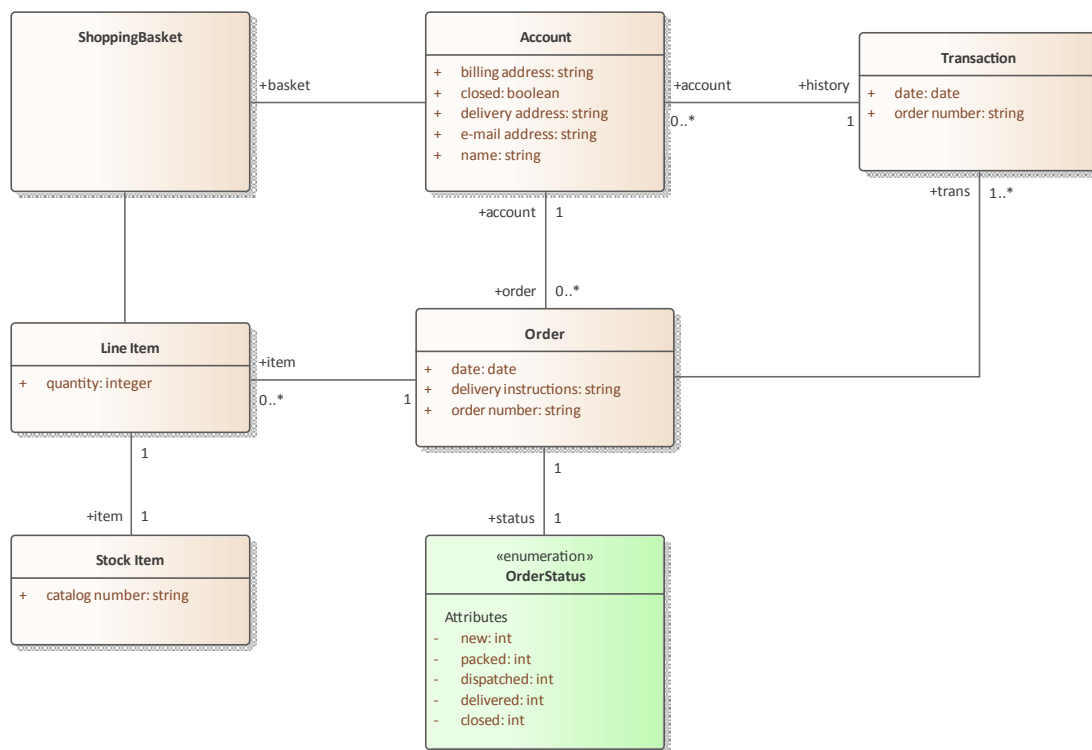 ShoppingBasket
+basket
Account
+ billing address: string
+ closed: boolean
+ delivery address: string
+ e-mail address: string
+ name: string
+account
0..*
+history
1
Transaction
+ date: date
+ order number: string
+trans
1..*
+account
1
+order
0..*
Line Item
+ quantity: integer
+item
0..*
1
Order
+ date: date
+ delivery instructions: string
+ order number: string
1
+item
1
Stock Item
+ catalog number: string
1
+status
1
«enumeration»
OrderStatus
Attributes
- new: int
- packed: int
- dispatched: int
- delivered: int
- closed: int